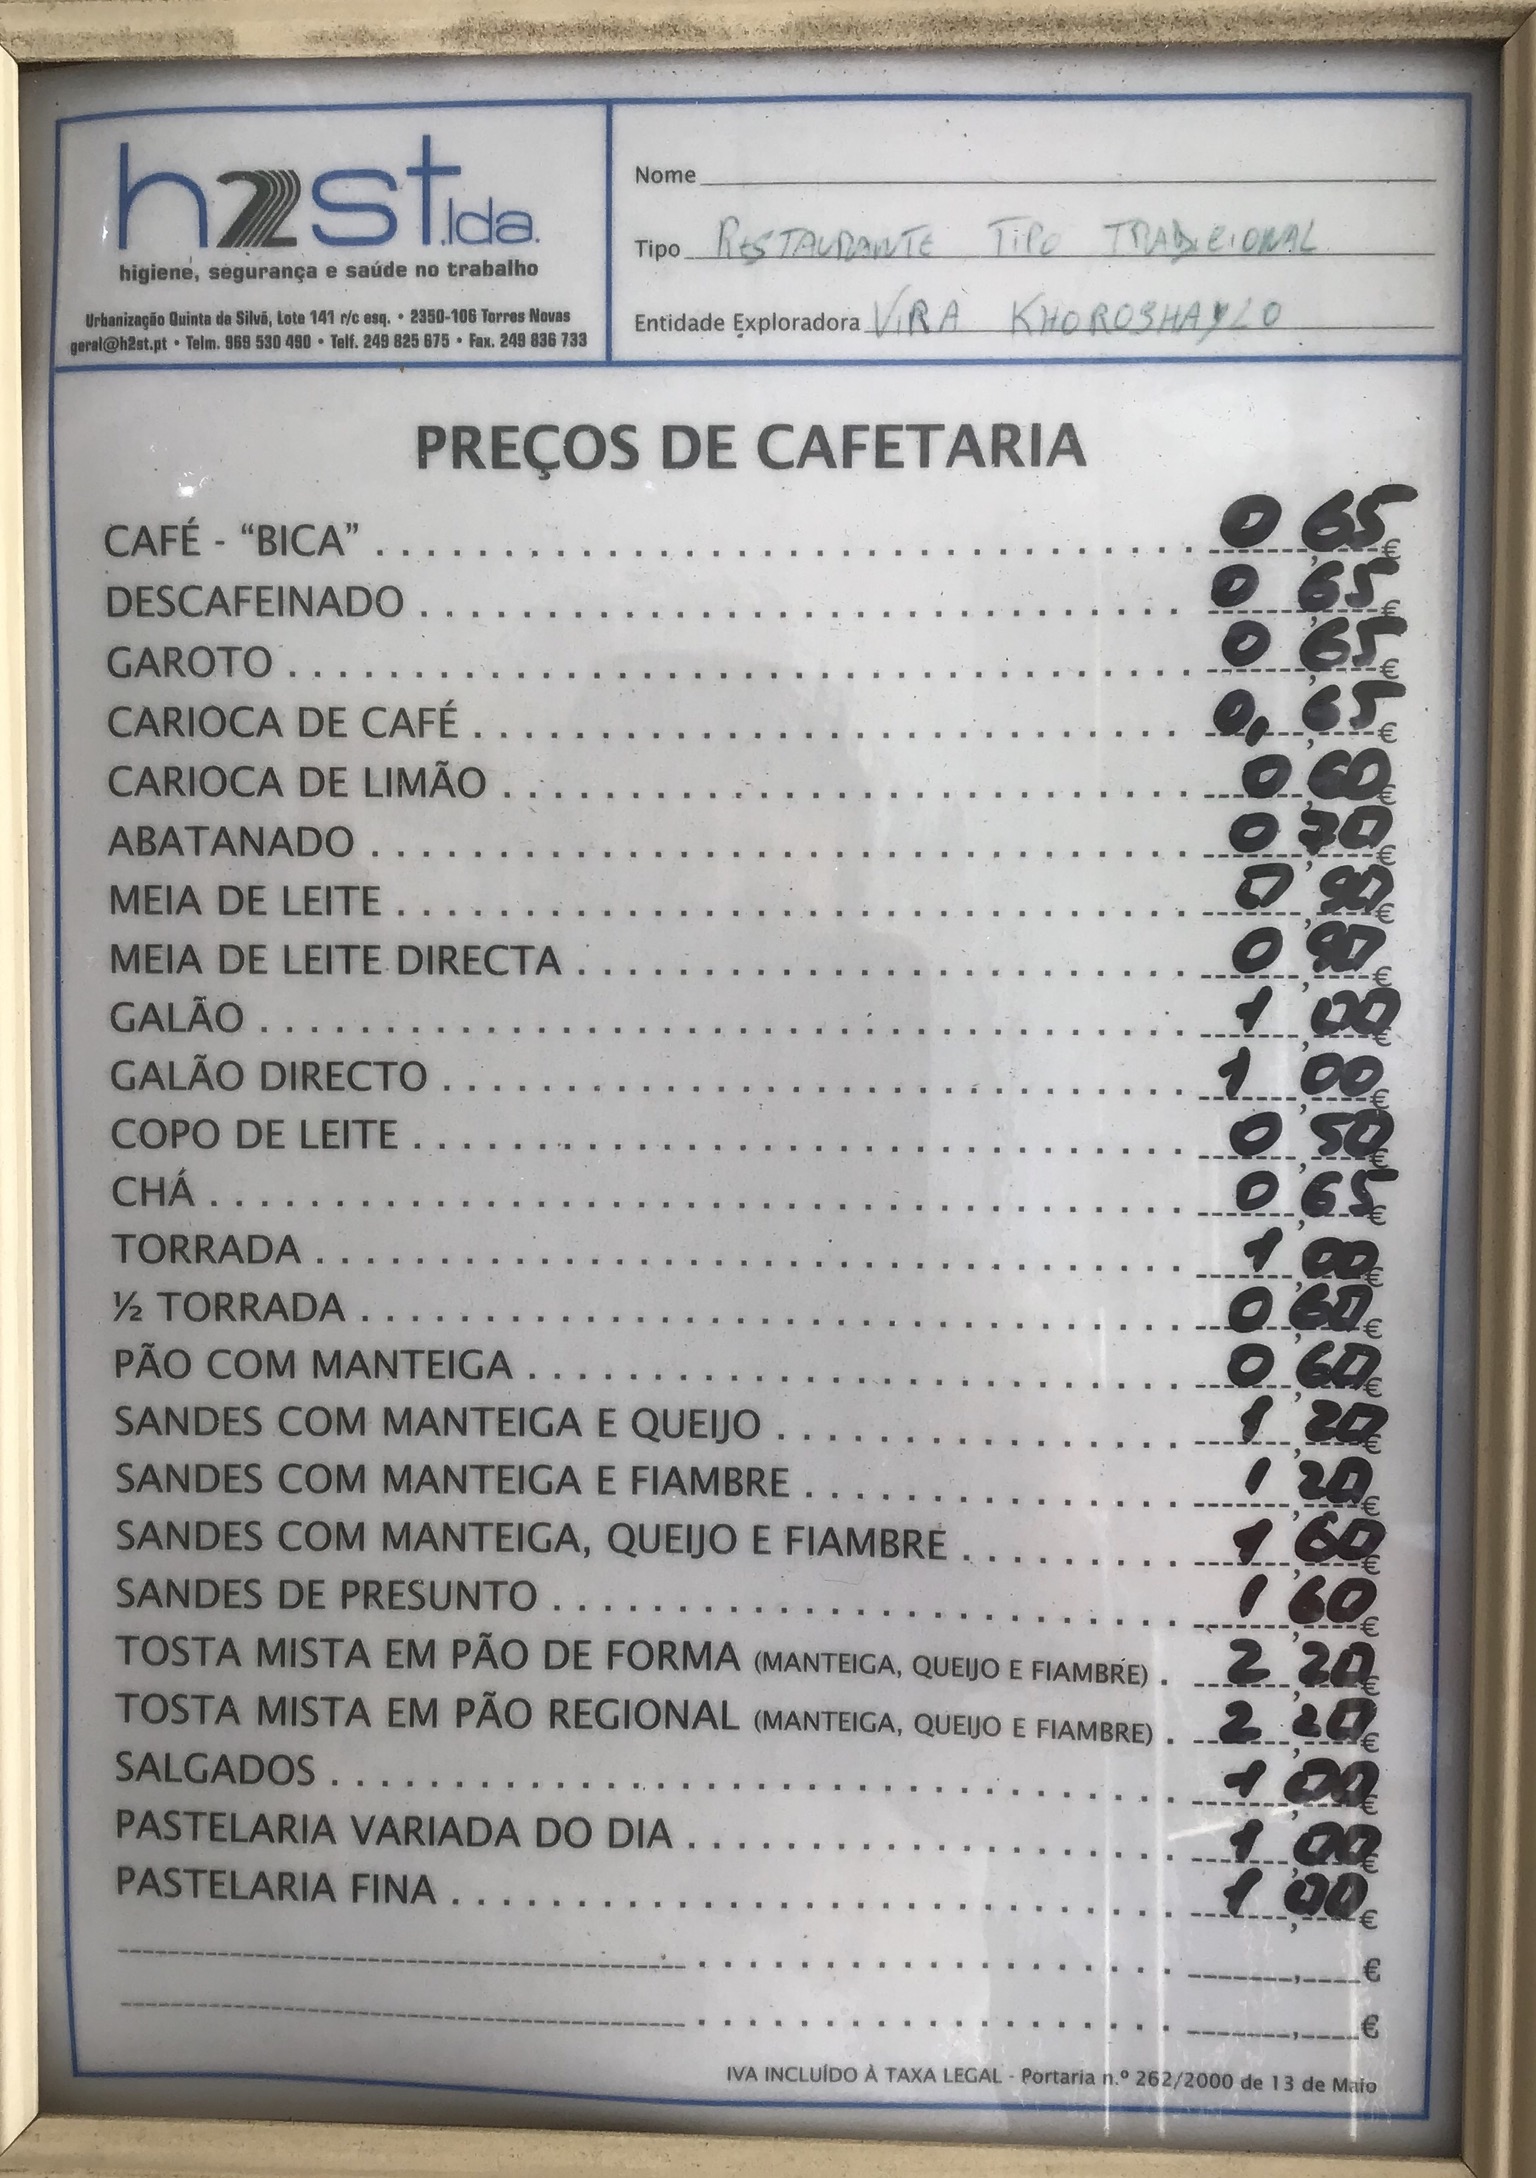 h2st.lda.
higiene, segurança e saúde no trabalho
Urbanização Quinta da Silvã, Lote 141 r/c esq. • 2350-106 Torres Novas
geral@h2st.pt • Telm. 969 530 490 • Telf. 249 825 675 • Fax. 249 836 733
Nome
Tipo RESTAURANTE TIPO TRADICIONAL
Entidade Exploradora VIRA KHOROSHAYLO
PREÇOS DE CAFETARIA
CAFÉ - “BICA” 0,65€
DESCAFEINADO 0,65€
GAROTO 0,65€
CARIOCA DE CAFÉ 0,65€
CARIOCA DE LIMÃO 0,60€
ABATANADO 0,70€
MEIA DE LEITE 0,90€
MEIA DE LEITE DIRECTA 0,90€
GALÃO 1,00€
GALÃO DIRECTO 1,00€
COPO DE LEITE 0,50€
CHÁ 0,65€
TORRADA 1,00€
½ TORRADA 0,60€
PÃO COM MANTEIGA 0,60€
SANDES COM MANTEIGA E QUEIJO 1,20€
SANDES COM MANTEIGA E FIAMBRE 1,20€
SANDES COM MANTEIGA, QUEIJO E FIAMBRE 1,60€
SANDES DE PRESUNTO 1,60€
TOSTA MISTA EM PÃO DE FORMA (MANTEIGA, QUEIJO E FIAMBRE) 2,20€
TOSTA MISTA EM PÃO REGIONAL (MANTEIGA, QUEIJO E FIAMBRE) 2,20€
SALGADOS 1,00€
PASTELARIA VARIADA DO DIA 1,00€
PASTELARIA FINA 1,00€
,€
,€
IVA INCLUÍDO À TAXA LEGAL - Portaria n.º 262/2000 de 13 de Maio